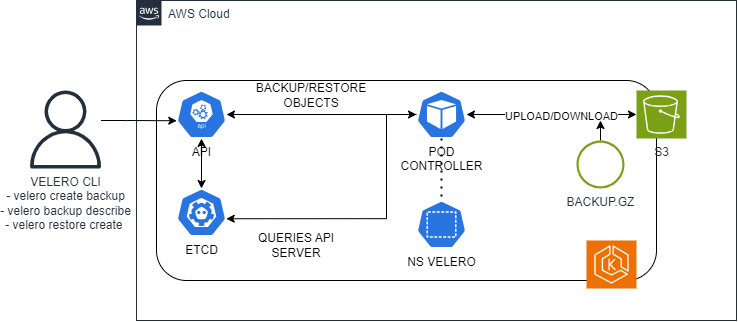 aws
AWS Cloud
BACKUP/RESTORE
OBJECTS
api
API
POD
CONTROLLER
UPLOAD/DOWNLOAD
S3
VELERO CLI
- velero create backup
- velero backup describe
- velero restore create
BACKUP.GZ
ETCD
QUERIES API
SERVER
NS VELERO
K